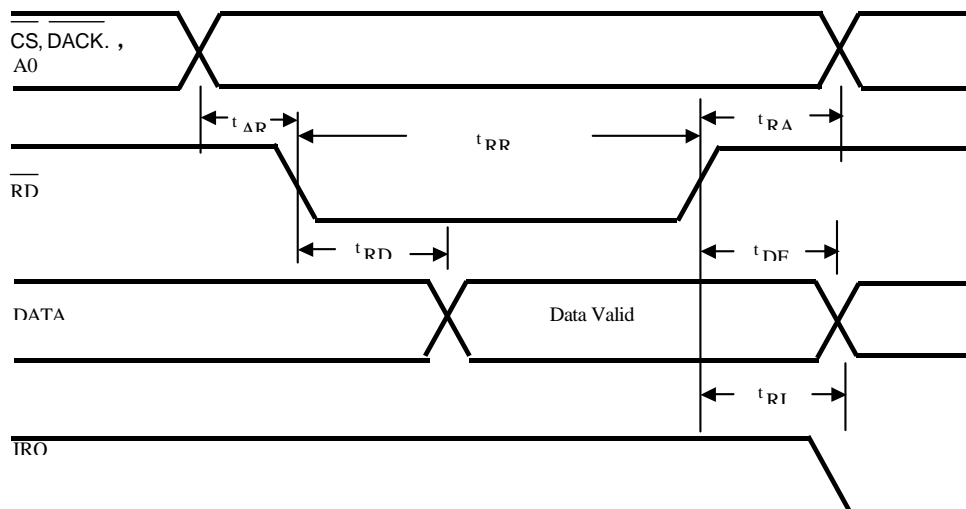 CS, DACK. ,
A0
t AR
t RR
t RA
RD
t RD
t DF
DATA
Data Valid
t RI
IRQ